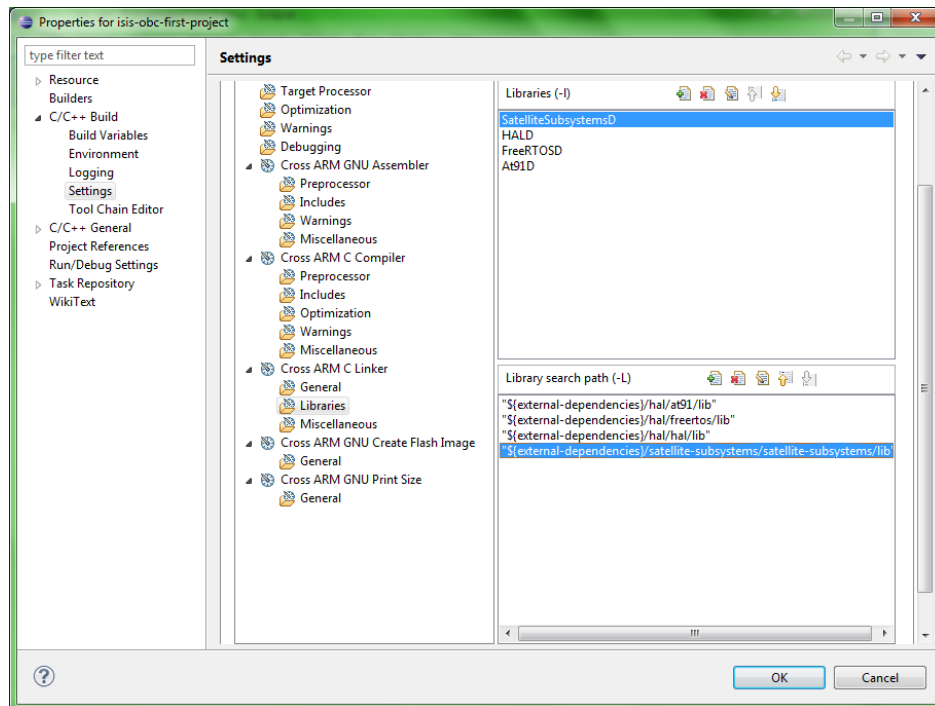 Properties for isis-obc-first-project
type filter text
Resource
Builders
C/C++ Build
Build Variables
Environment
Logging
Settings
Tool Chain Editor
C/C++ General
Project References
Run/Debug Settings
Task Repository
WikiText
Settings
Target Processor
Optimization
Warnings
Debugging
Cross ARM GNU Assembler
Preprocessor
Includes
Warnings
Miscellaneous
Cross ARM C Compiler
Preprocessor
Includes
Optimization
Warnings
Miscellaneous
Cross ARM C Linker
General
Libraries
Miscellaneous
Cross ARM GNU Create Flash Image
General
Cross ARM GNU Print Size
General
Libraries (-l)
SatelliteSubsystemsD
HALD
FreeRTOSD
At91D
Library search path (-L)
"${external-dependencies}/hal/at91/lib"
"${external-dependencies}/hal/freertos/lib"
"${external-dependencies}/hal/hal/lib"
"${external-dependencies}/satellite-subsystems/satellite-subsystems/lib"
OK
Cancel